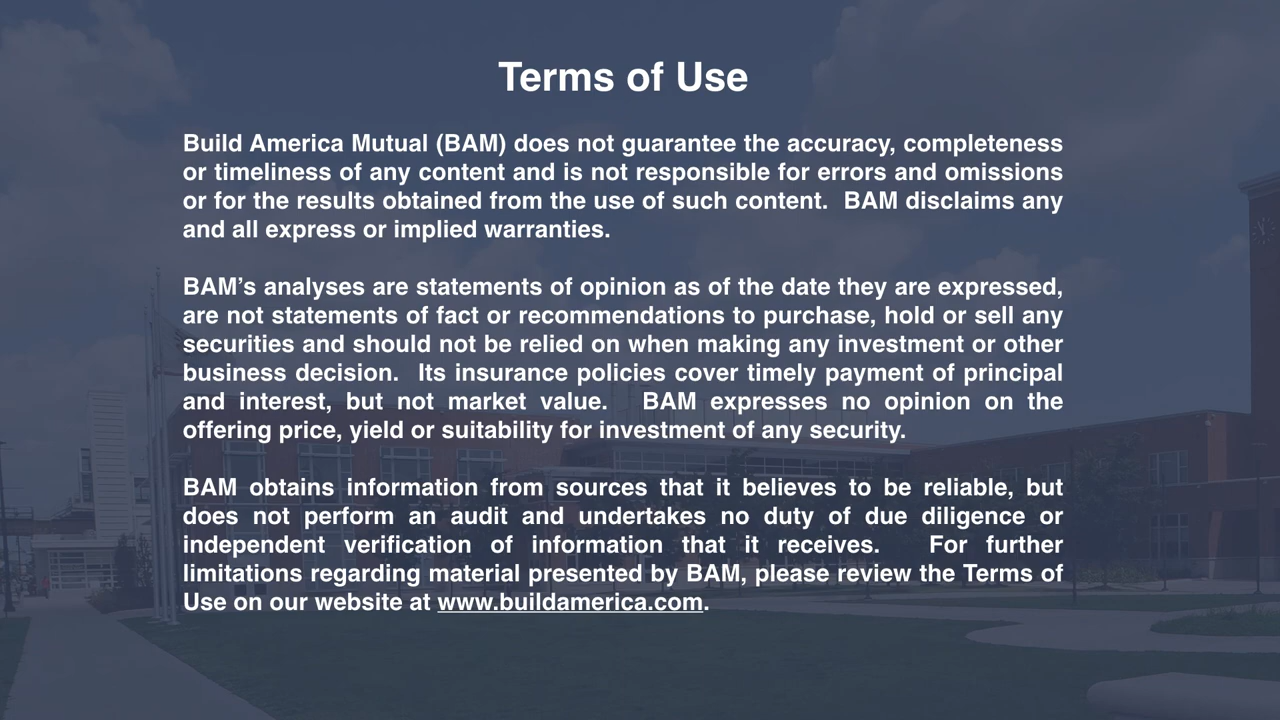 Terms of Use
Build America Mutual (BAM) does not guarantee the accuracy, completeness
or timeliness of any content and is not responsible for errors and omissions
or for the results obtained from the use of such content.  BAM disclaims any
and all express or implied warranties.
BAM’s analyses are statements of opinion as of the date they are expressed,
are not statements of fact or recommendations to purchase, hold or sell any
securities and should not be relied on when making any investment or other
business decision.  Its insurance policies cover timely payment of principal
and interest, but not market value.  BAM expresses no opinion on the
offering price, yield or suitability for investment of any security.
BAM obtains information from sources that it believes to be reliable, but
does not perform an audit and undertakes no duty of due diligence or
independent verification of information that it receives.  For further
limitations regarding material presented by BAM, please review the Terms of
Use on our website at www.buildamerica.com.